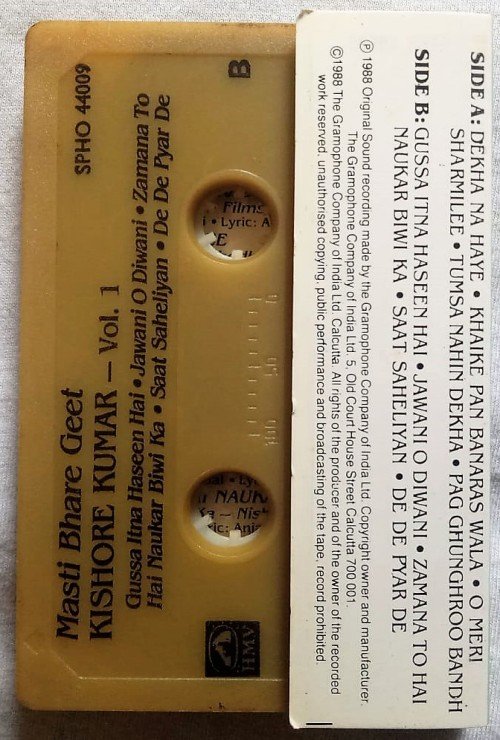 Masti Bhare Geet
KISHORE KUMAR – Vol. 1
Gussa Itna Haseen Hai • Jawani O Diwani • Zamana To
Hai Naukar Biwi Ka • Saat Saheliyan • De De Pyar De
SPHO 44009
B
HMV
Films
• Lyric: A
NAUK
SIDE A: DEKHA NA HAYE • KHAIKE PAN BANARAS WALA • O MERI
SHARMILEE • TUMSA NAHIN DEKHA • PAG GHUNGHROO BANDH
SIDE B: GUSSA ITNA HASEEN HAI • JAWANI O DIWANI • ZAMANA TO HAI
NAUKAR BIWI KA • SAAT SAHELIYAN • DE DE PYAR DE
℗ 1988 Original Sound recording made by the Gramophone Company of India Ltd. Copyright owner and manufacturer.
The Gramophone Company of India Ltd. 5, Old Court House Street Calcutta 700 001.
©1988 The Gramophone Company of India Ltd. Calcutta. All rights of the producer and of the owner of the recorded
work reserved. unauthorised copying, public performance and broadcasting of the tape, record prohibited.